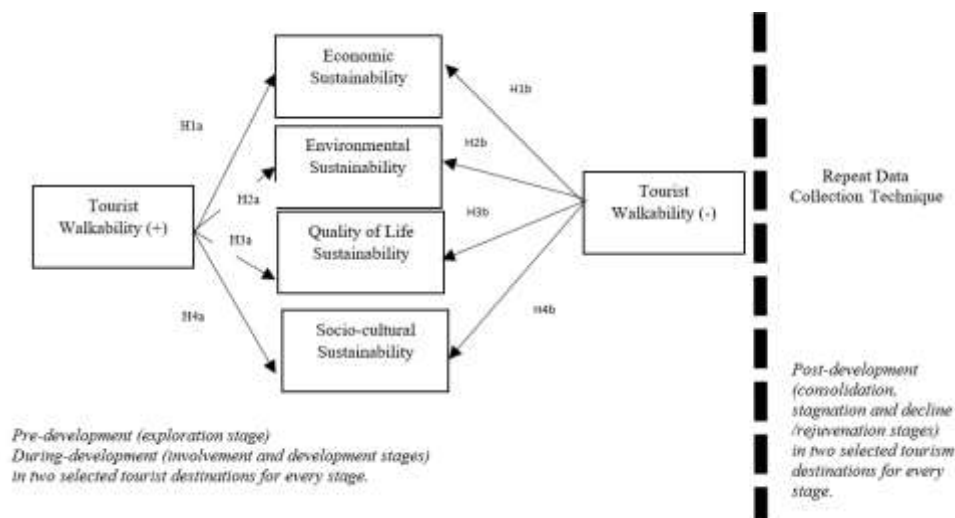 Economic
Sustainability
H1a
H1b
Environmental
Sustainability
H2a
H2b
Tourist
Walkability (+)
Tourist
Walkability (-)
Quality of Life
Sustainability
H3a
H3b
Socio-cultural
Sustainability
H4a
H4b
Repeat Data
Collection Technique
Pre-development (exploration stage)
During-development (involvement and development stages)
in two selected tourist destinations for every stage.
Post-development
(consolidation,
stagnation and decline
/rejuvenation stages)
in two selected tourism
destinations for every
stage.